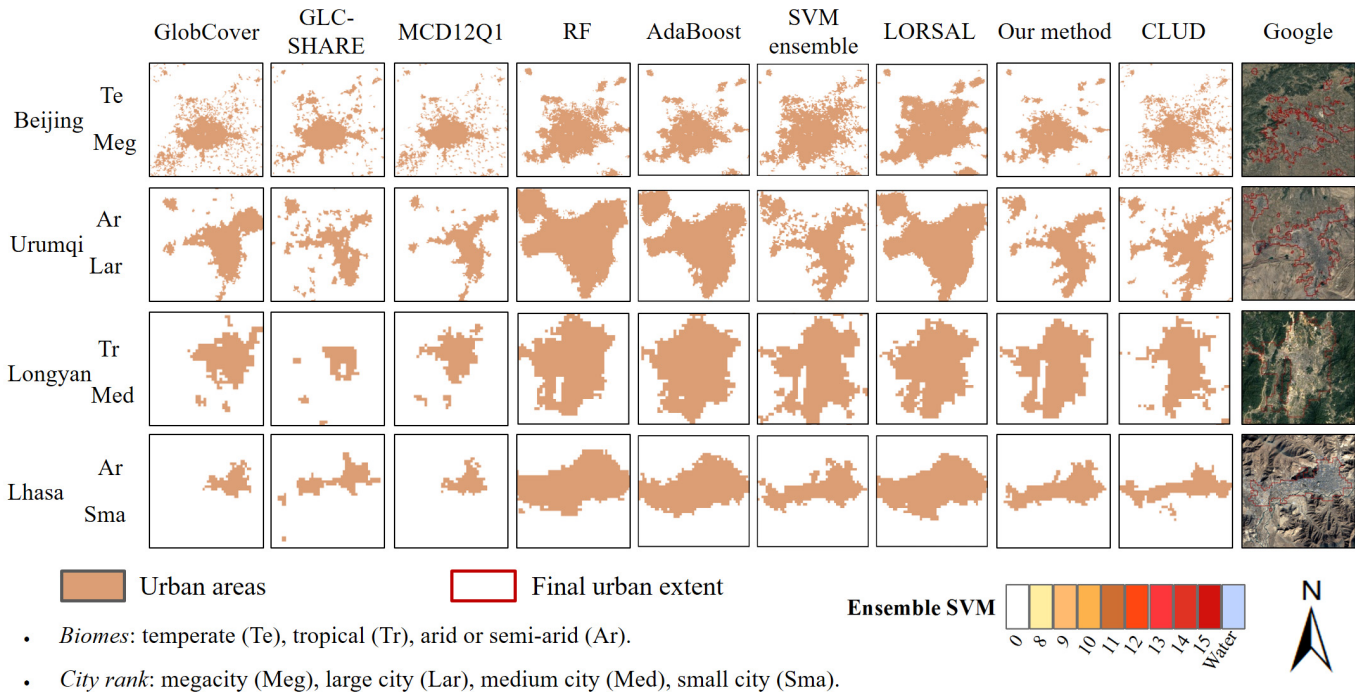 GlobCover GLC-SHARE MCD12Q1 RF AdaBoost SVM ensemble LORSAL Our method CLUD Google
Beijing Te Meg
Urumqi Ar Lar
Longyan Tr Med
Lhasa Ar Sma
Urban areas Final urban extent
Ensemble SVM
0 8 9 10 11 12 13 14 15 Water
N
• Biomes: temperate (Te), tropical (Tr), arid or semi-arid (Ar).
• City rank: megacity (Meg), large city (Lar), medium city (Med), small city (Sma).